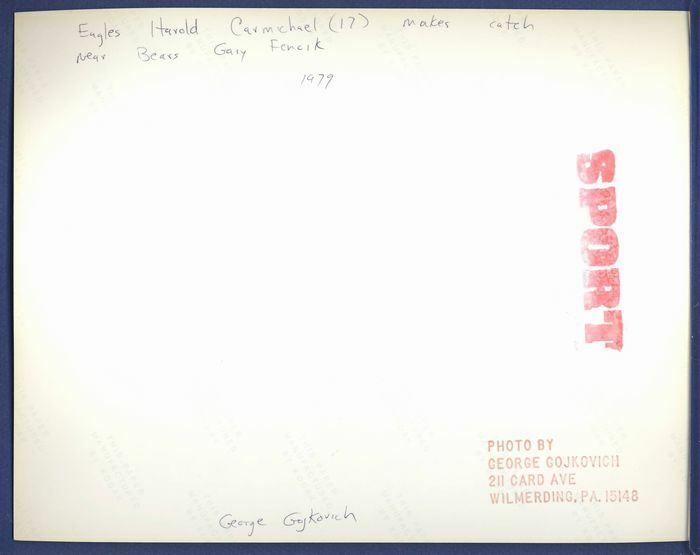 Eagles Harold Carmichael (17) makes catch
near Bears Gary Fencik
1979
SPORT
PHOTO BY
GEORGE GOJKOVICH
211 CARD AVE
WILMERDING, PA. 15148
George Gojkovich